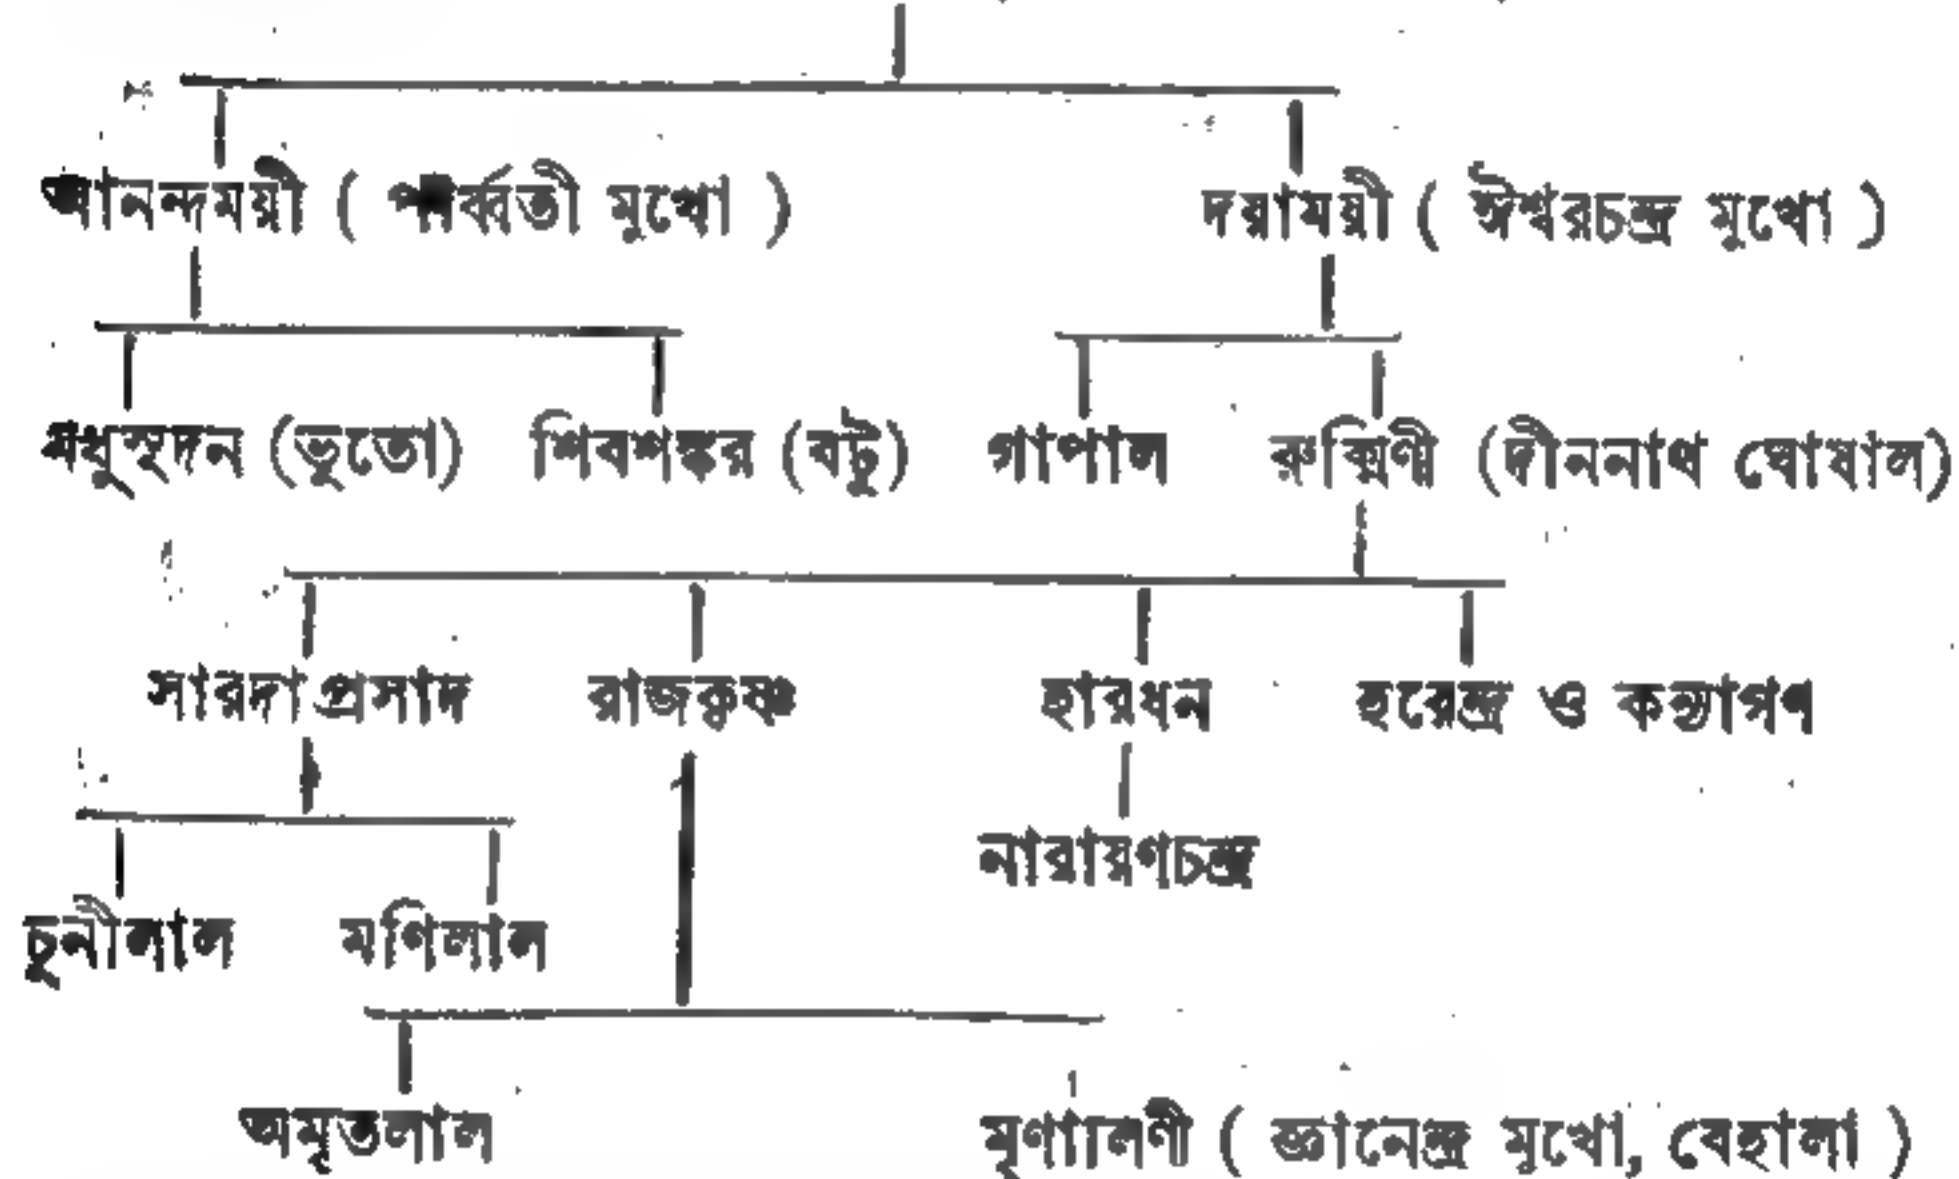 আনন্দময়ী ( পার্ব্বতী মুখো ) দয়াময়ী ( ঈশ্বরচন্দ্র মুখো )
মধুসূদন (ভূতো) শিবশঙ্কর (বটু) গোপাল রুক্মিণী (দীননাথ ঘোষাল)
সারদাপ্রসাদ রাজকৃষ্ণ হারধন হরেন্দ্র ও কন্যাগণ
নারায়ণচন্দ্র
চুনীলাল মণিলাল
অমৃতলাল মৃণালিণী ( জ্ঞানেন্দ্র মুখো, বেহালা )